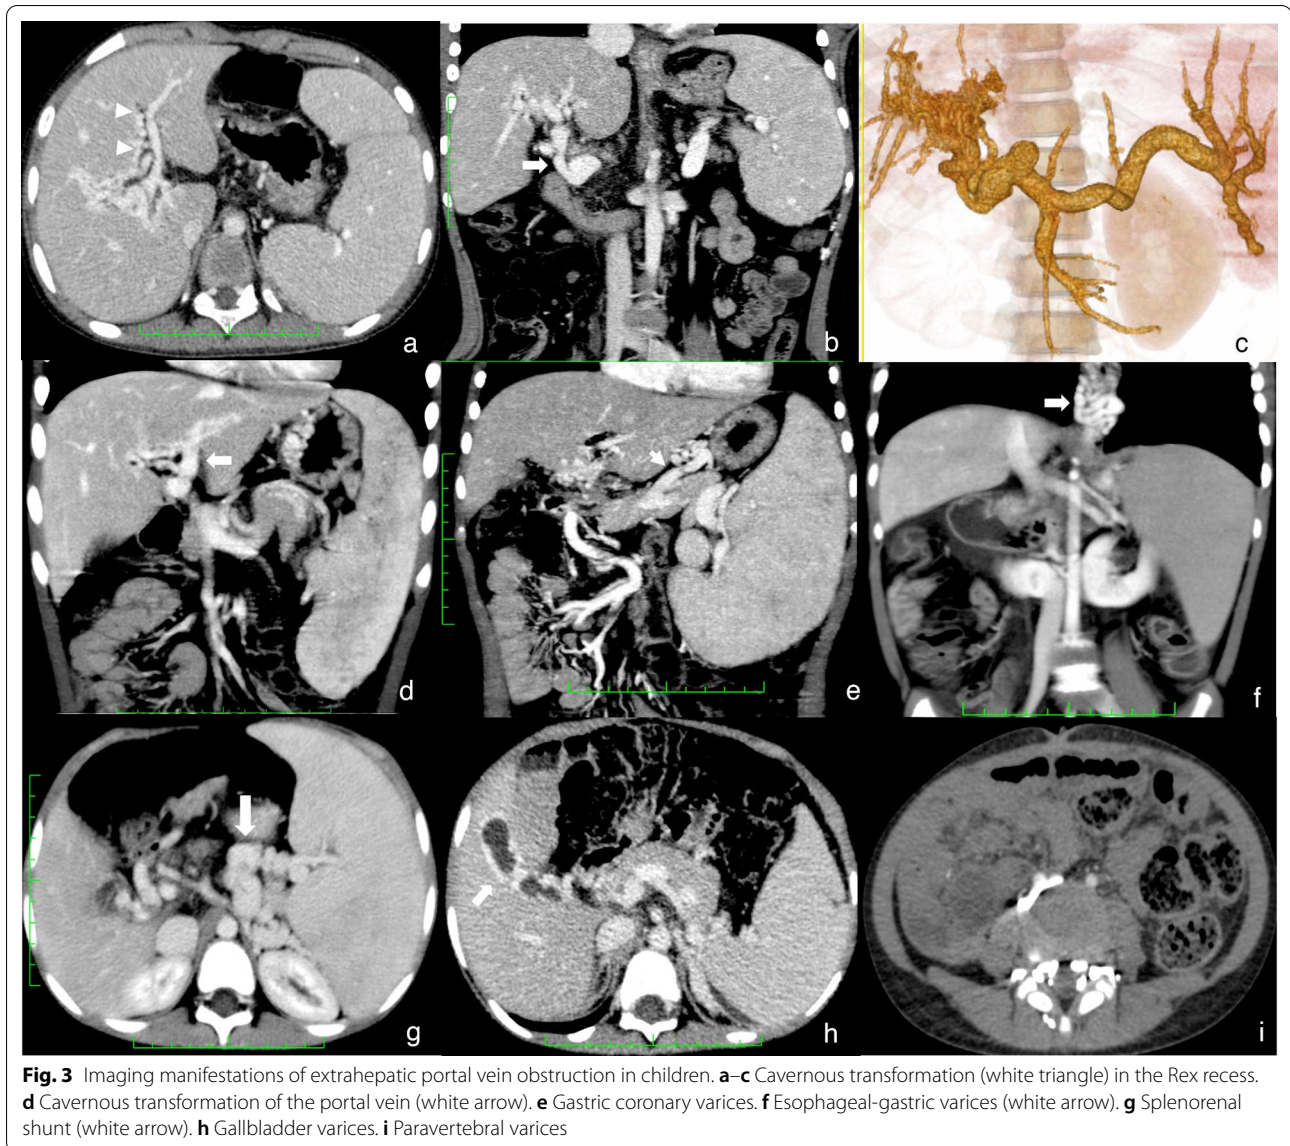 a
b
c
d
e
f
g
h
i
Fig. 3 Imaging manifestations of extrahepatic portal vein obstruction in children. a–c Cavernous transformation (white triangle) in the Rex recess.
d Cavernous transformation of the portal vein (white arrow). e Gastric coronary varices. f Esophageal-gastric varices (white arrow). g Splenorenal
shunt (white arrow). h Gallbladder varices. i Paravertebral varices